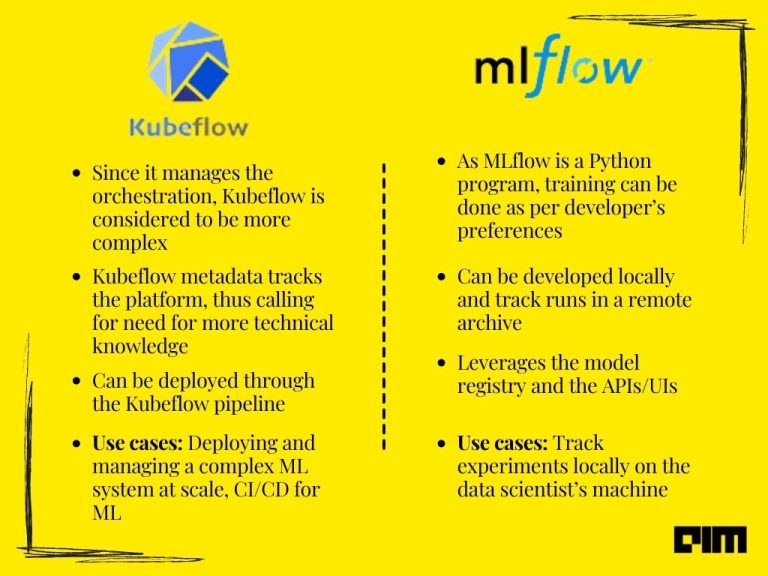 Kubeflow
• Since it manages the
orchestration, Kubeflow is
considered to be more
complex
• Kubeflow metadata tracks
the platform, thus calling
for need for more technical
knowledge
• Can be deployed through
the Kubeflow pipeline
• Use cases: Deploying and
managing a complex ML
system at scale, CI/CD for
ML
mlflow™
• As MLflow is a Python
program, training can be
done as per developer’s
preferences
• Can be developed locally
and track runs in a remote
archive
• Leverages the model
registry and the APIs/UIs
• Use cases: Track
experiments locally on the
data scientist’s machine
AIM